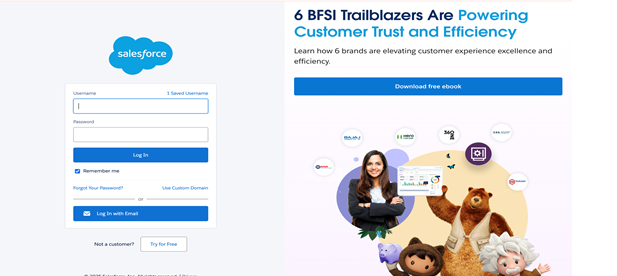 salesforce
Username
1 Saved Username
Password
Log In
Remember me
Forgot Your Password?
Use Custom Domain
or
Log In with Email
Not a customer?
Try for Free
6 BFSI Trailblazers Are Powering
Customer Trust and Efficiency
Learn how 6 brands are elevating customer experience excellence and
efficiency.
Download free ebook
360